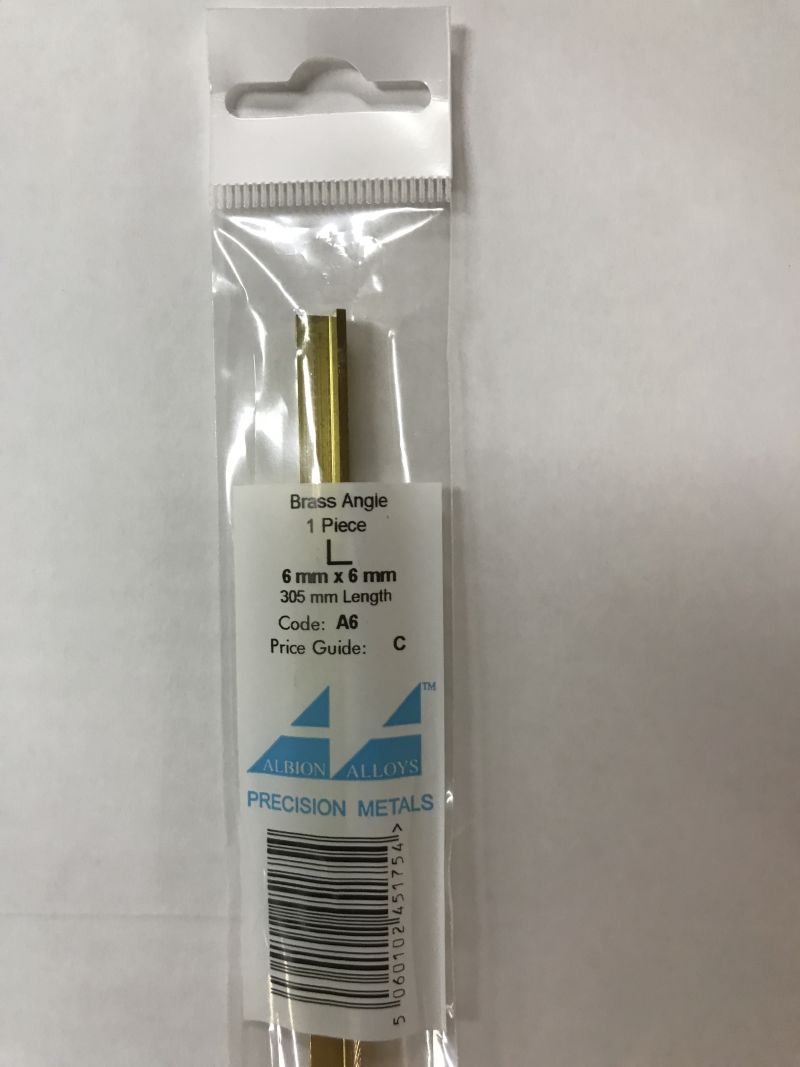 Brass Angle
1 Piece
6 mm x 6 mm
305 mm Length
Code: A6
Price Guide: C
TM
ALBION ALLOYS
PRECISION METALS
5 060102 451754 >